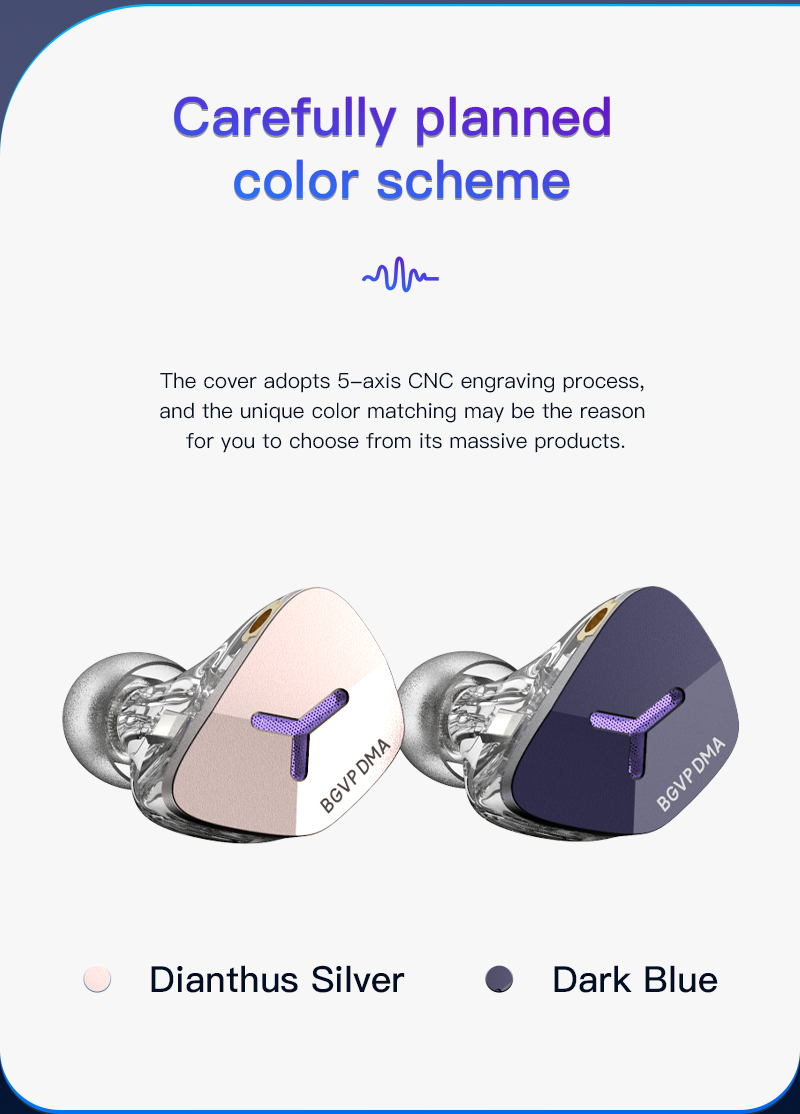 Carefully planned
color scheme
The cover adopts 5-axis CNC engraving process,
and the unique color matching may be the reason
for you to choose from its massive products.
BGVP DMA
BGVP DMA
Dianthus Silver
Dark Blue